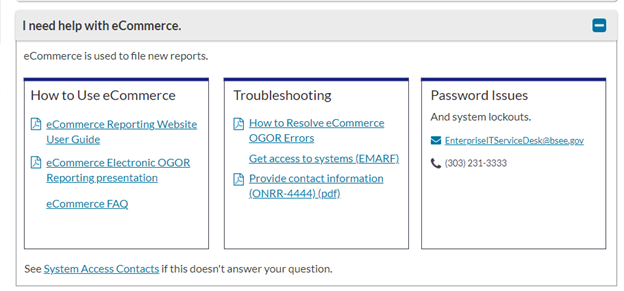 I need help with eCommerce.
eCommerce is used to file new reports.
How to Use eCommerce
eCommerce Reporting Website
User Guide
eCommerce Electronic OGOR
Reporting presentation
eCommerce FAQ
Troubleshooting
How to Resolve eCommerce
OGOR Errors
Get access to systems (EMARF)
Provide contact information
(ONRR-4444) (pdf)
Password Issues
And system lockouts.
EnterpriseITServiceDesk@bsee.gov
(303) 231-3333
See System Access Contacts if this doesn't answer your question.